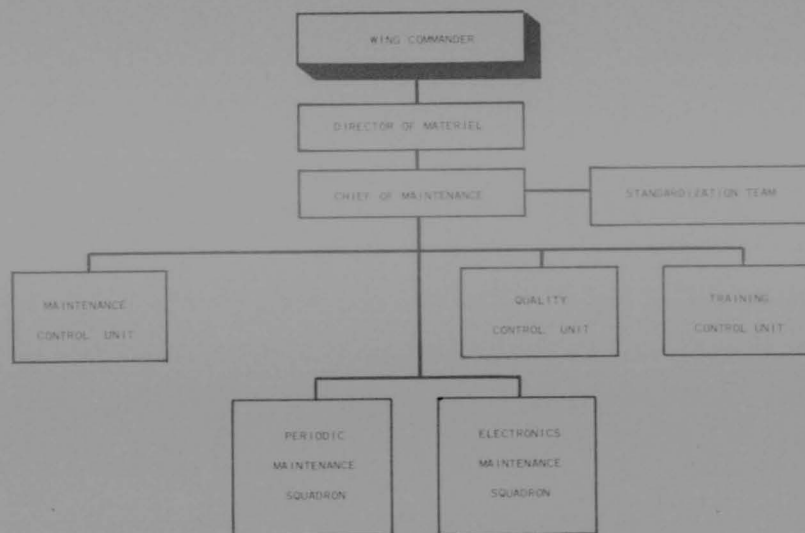 WING COMMANDER
DIRECTOR OF MATERIEL
CHIEF OF MAINTENANCE
STANDARDIZATION TEAM
MAINTENANCE
CONTROL UNIT
QUALITY
CONTROL UNIT
TRAINING
CONTROL UNIT
PERIODIC
MAINTENANCE
SQUADRON
ELECTRONICS
MAINTENANCE
SQUADRON